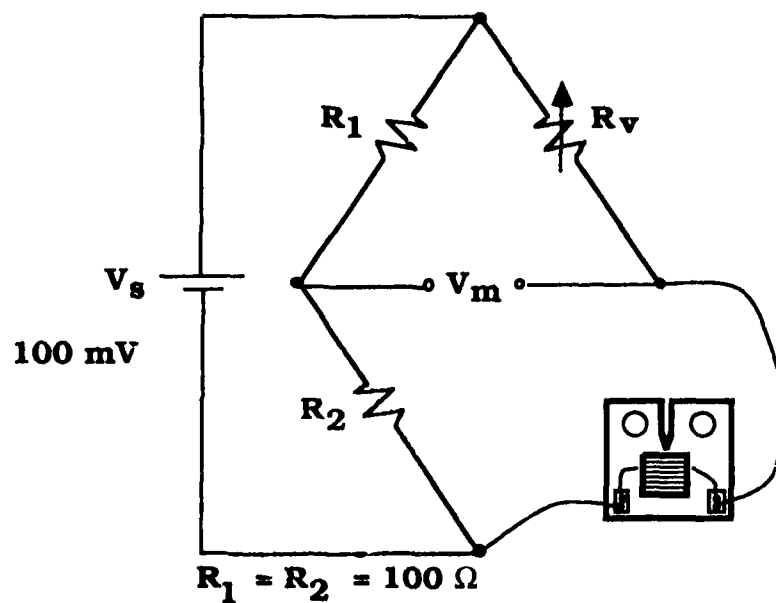 R1
Rv
Vs
Vm
100 mV
R2
R1 = R2 = 100 Ω